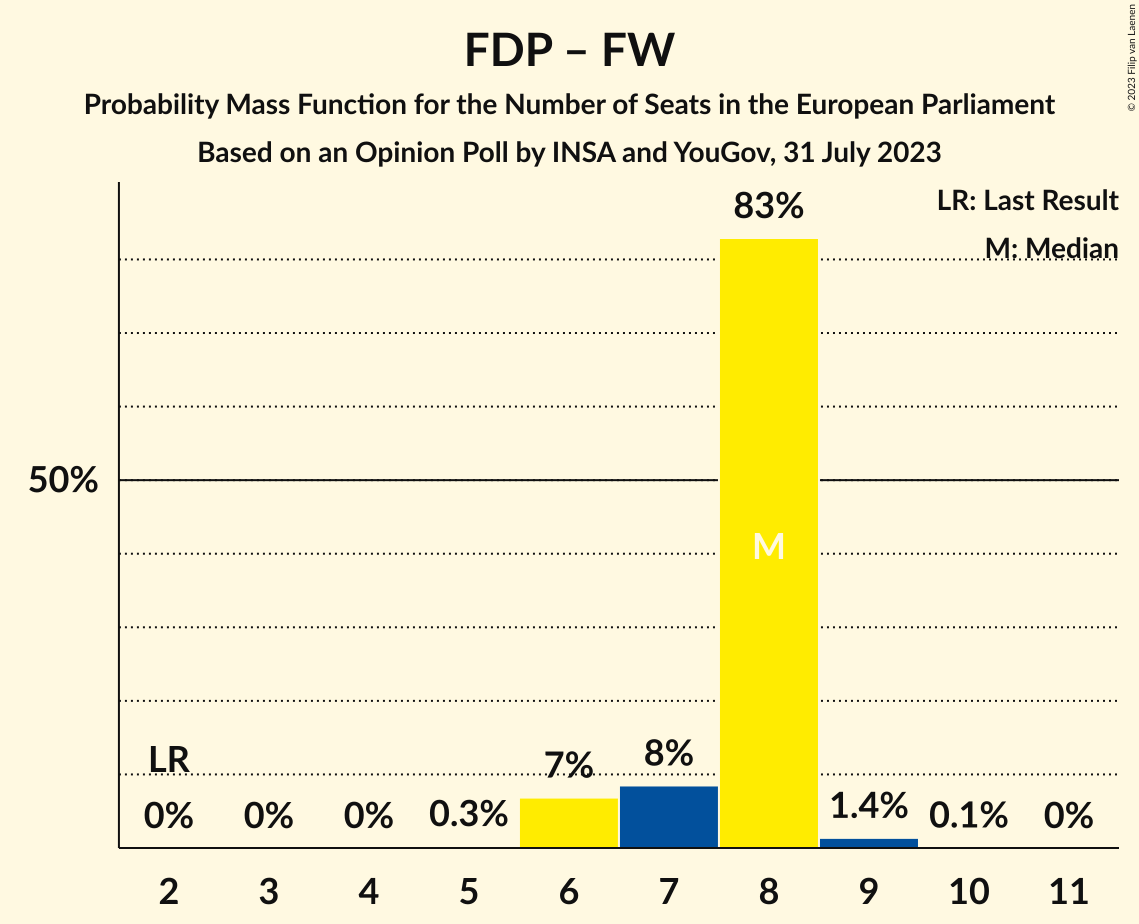 FDP – FW
Probability Mass Function for the Number of Seats in the European Parliament
Based on an Opinion Poll by INSA and YouGov, 31 July 2023
© 2023 Filip van Laenen
LR: Last Result
M: Median
83%
50%
M
LR
0%
0%
0%
0.3%
7%
8%
1.4%
0.1%
0%
2 3 4 5 6 7 8 9 10 11